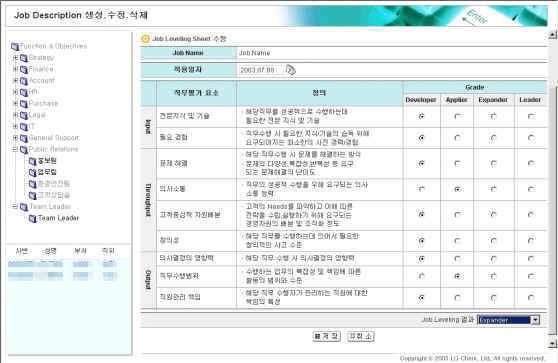 Job Description 생성.수정.삭제
Enter
Function & Objectives
Strategy
Finance
Account
HR
Purchase
Legal
IT
General Support
Public Relations
홍보팀
업무팀
환경안전팀
고객상담실
Team Leader
Team Leader
사번 성명 부서 직위
Job Leveling Sheet 수정
Job Name Job Name
적용일자 2003.07.08
직무평가 요소 정의 Grade
Developer Applier Expander Leader
Input
전문지식 및 기술
- 해당직무를 성공적으로 수행하는데
필요한 전문 지식 및 기술
필요 경험
- 직무수행 시 필요한 지식/기술의 습득 위해
요구되어지는 최소한의 사전 경력/경험
Throughput
문제 해결
- 해당 직무수행 시 문제를 해결하는 방식
- 문제의 다양성,복잡성,반복성 등 요구
되는 문제해결의 난이도
의사소통
- 직무의 성공적 수행을 위해 요구되는 의사
소통 능력
고객중심적 자원배분
- 고객의 Needs를 파악하고 이에 따른
전략을 수립,실행하기 위해 요구되는
경영자원의 배분 및 조직화 정도
창의성
- 해당 직무를 수행하는데 있어서 필요한
창의적인 사고 수준
Output
의사결정의 영향력
- 해당 직무 수행 시 의사결정의 영향력
직무수행범위
- 수행하는 업무의 복잡성 및 책임에 따른
활동의 범위와 수준
직원관리 책임
- 해당 직무 수행자가 관리하는 직원에 대한
책임의 특성
Job Leveling 결과 Expander
저 장 취 소
Copyright © 2003 LG Chem, Ltd. All rights reserved.